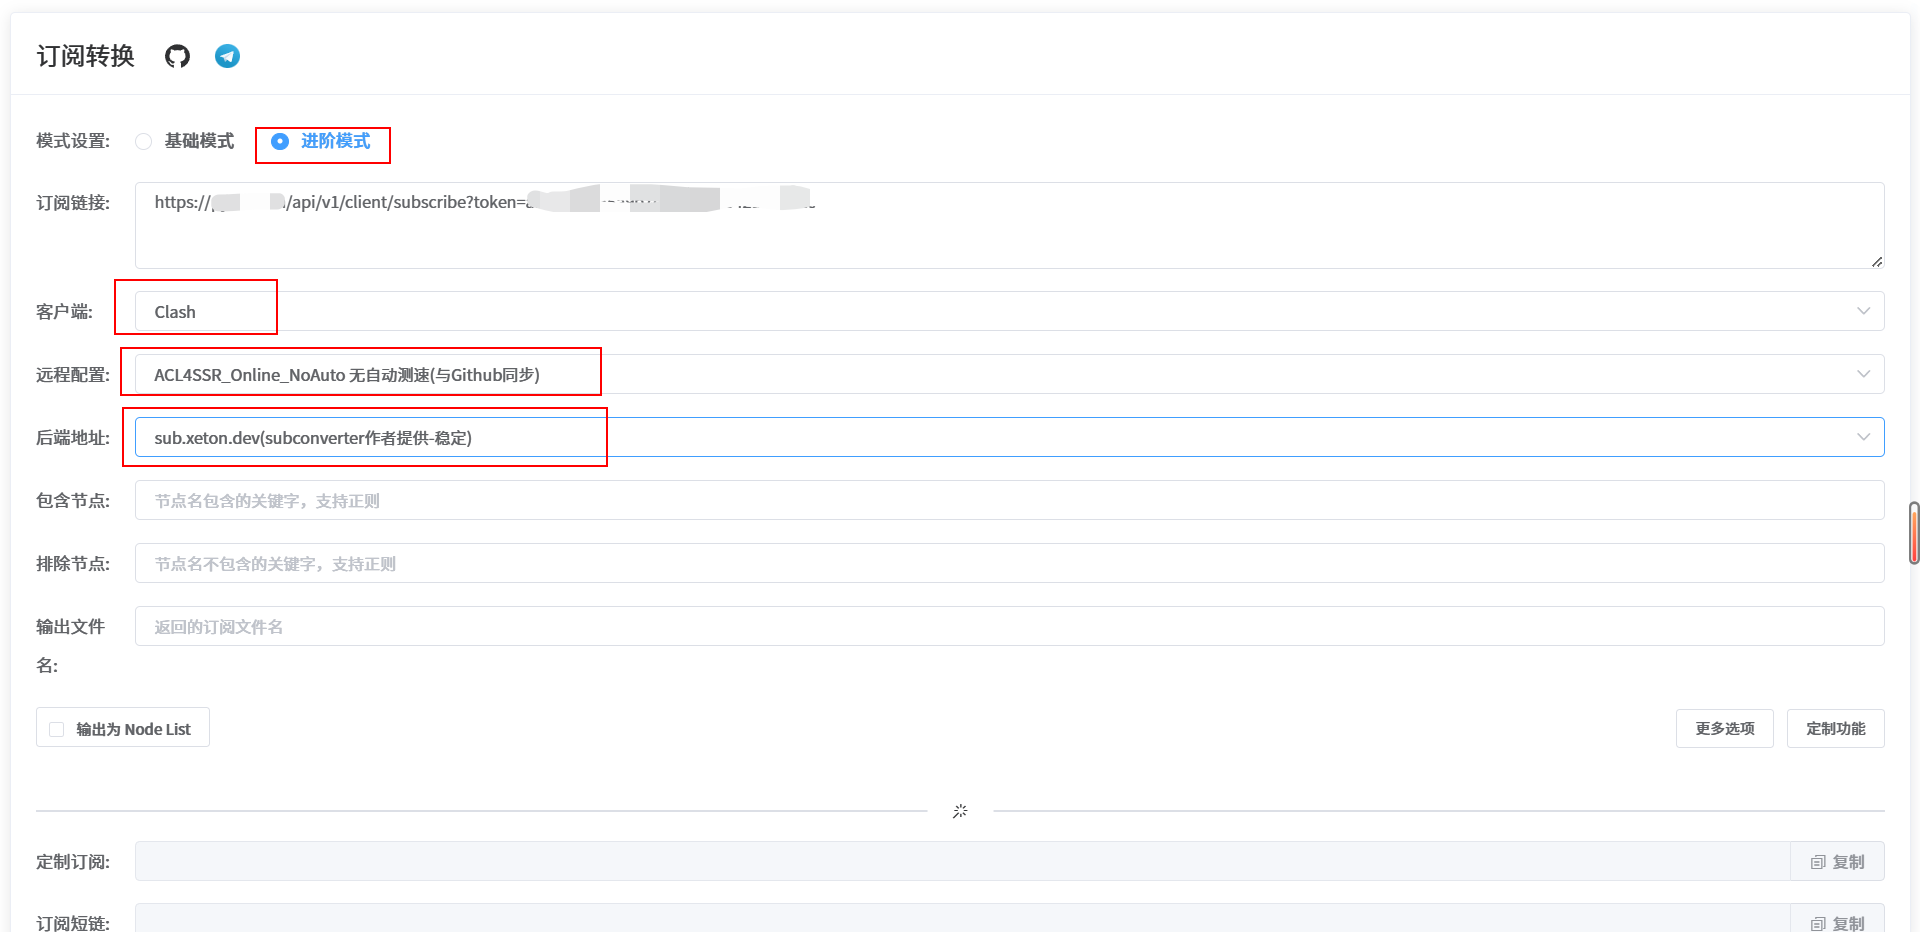 订阅转换
模式设置: 基础模式 进阶模式
订阅链接: https:// /api/v1/client/subscribe?token=
客户端: Clash
远程配置: ACL4SSR_Online_NoAuto 无自动测速(与Github同步)
后端地址: sub.xeton.dev(subconverter作者提供-稳定)
包含节点: 节点名包含的关键字，支持正则
排除节点: 节点名不包含的关键字，支持正则
输出文件名: 返回的订阅文件名
输出为 Node List 更多选项 定制功能
定制订阅: 复制
订阅短链: 复制